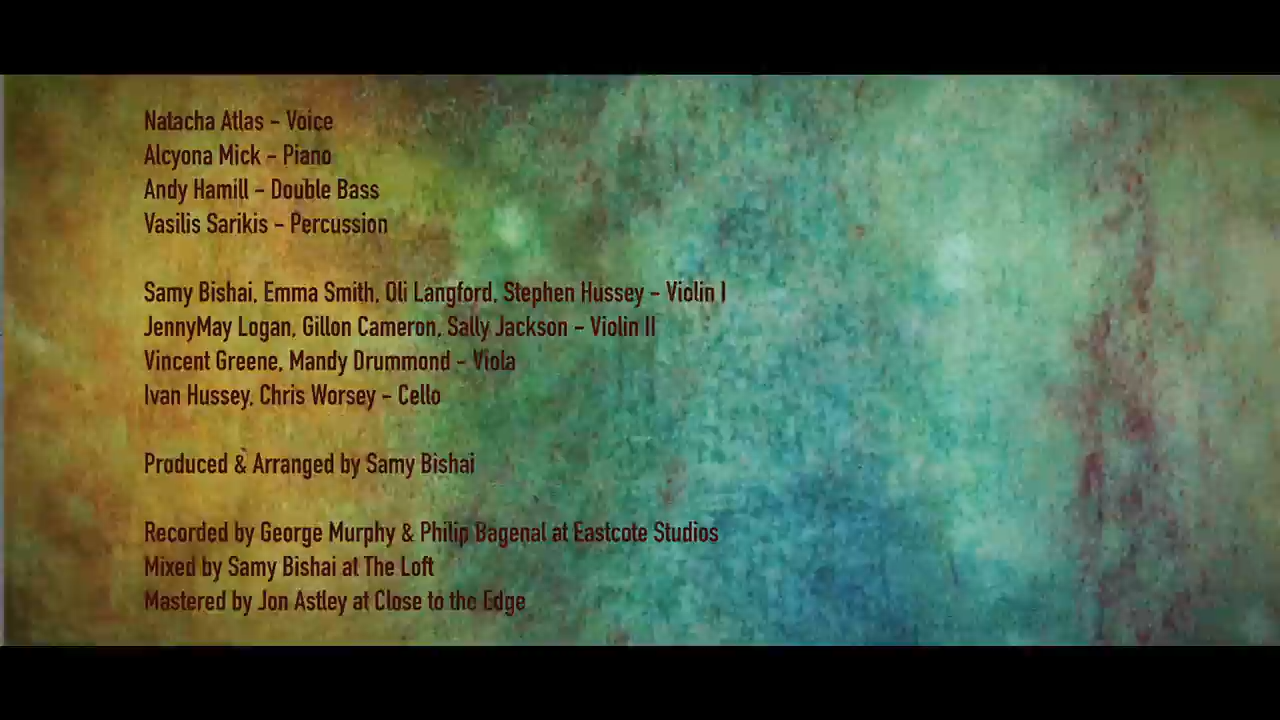 Natacha Atlas - Voice
Alcyona Mick - Piano
Andy Hamill - Double Bass
Vasilis Sarikis - Percussion
Samy Bishai, Emma Smith, Oli Langford, Stephen Hussey - Violin I
JennyMay Logan, Gillon Cameron, Sally Jackson - Violin II
Vincent Greene, Mandy Drummond - Viola
Ivan Hussey, Chris Worsey - Cello
Produced & Arranged by Samy Bishai
Recorded by George Murphy & Philip Bagenal at Eastcote Studios
Mixed by Samy Bishai at The Loft
Mastered by Jon Astley at Close to the Edge